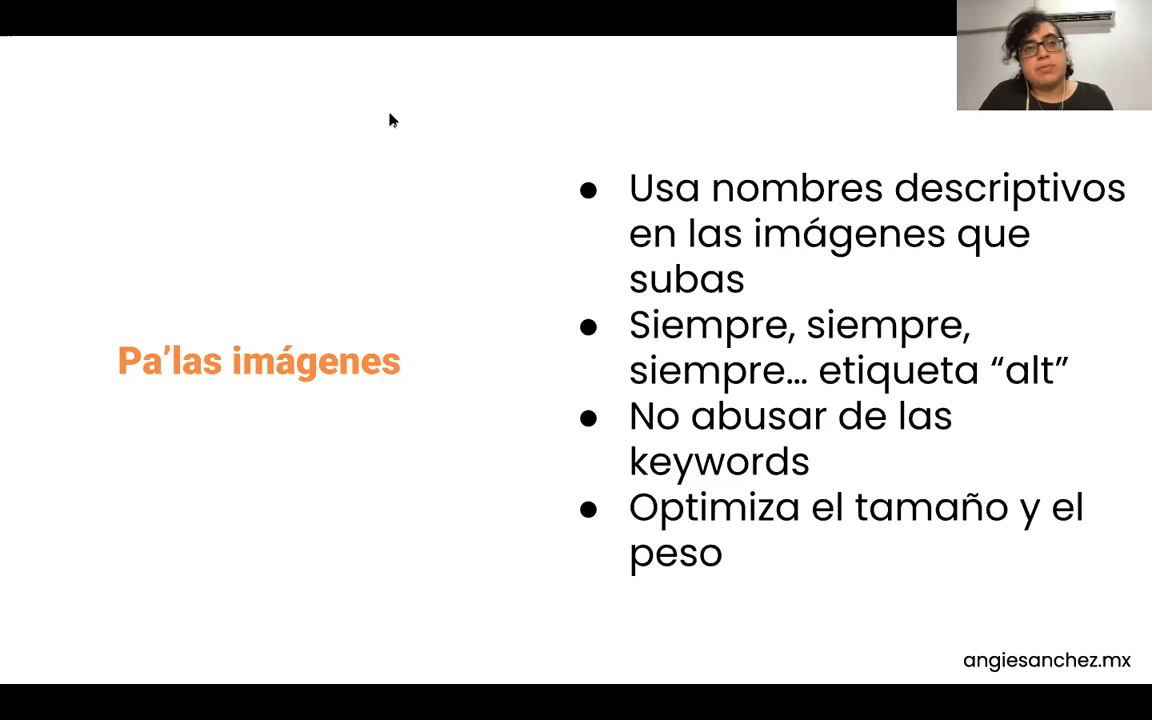 Pa’las imágenes
● Usa nombres descriptivos
en las imágenes que
subas
● Siempre, siempre,
siempre... etiqueta “alt”
● No abusar de las
keywords
● Optimiza el tamaño y el
peso
angiesanchez.mx